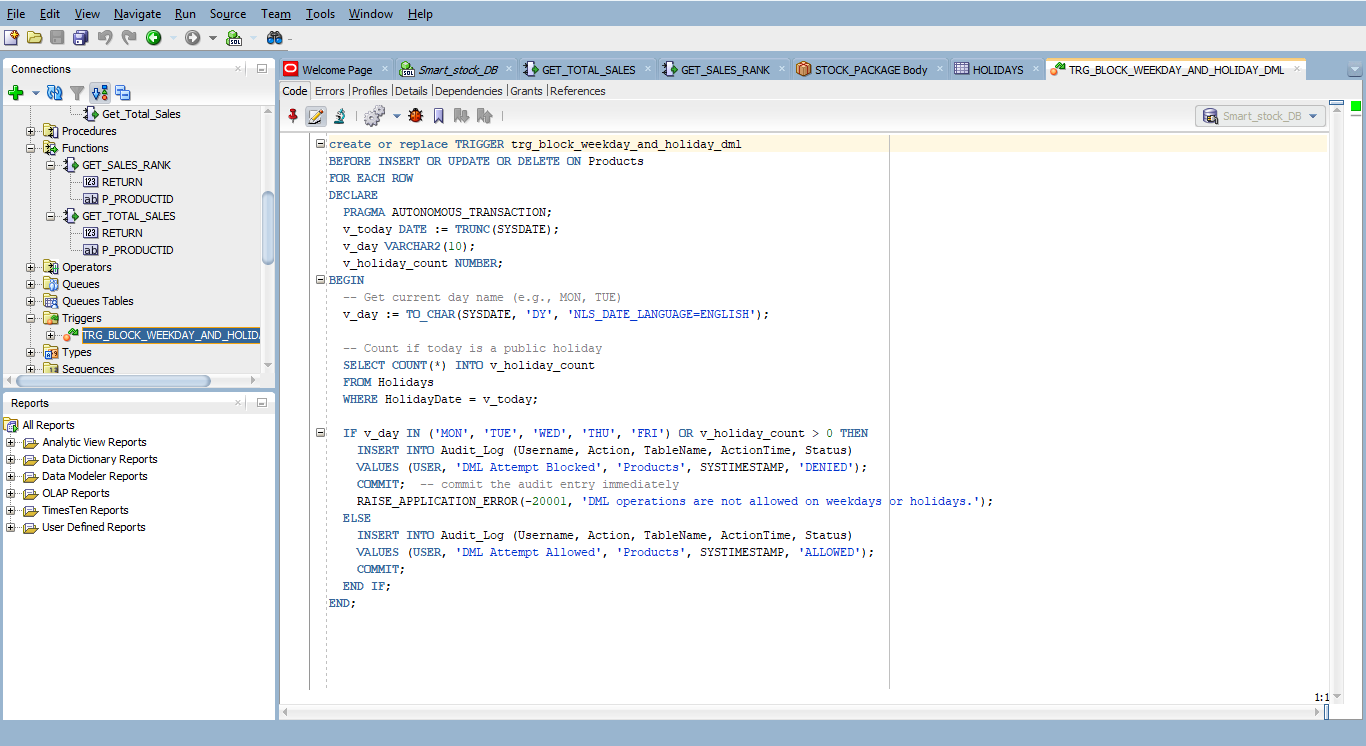 File Edit View Navigate Run Source Team Tools Window Help
Connections
Get_Total_Sales
Procedures
Functions
GET_SALES_RANK
RETURN
P_PRODUCTID
GET_TOTAL_SALES
RETURN
P_PRODUCTID
Operators
Queues
Queues Tables
Triggers
TRG_BLOCK_WEEKDAY_AND_HOLID
Types
Sequences
Reports
All Reports
Analytic View Reports
Data Dictionary Reports
Data Modeler Reports
OLAP Reports
TimesTen Reports
User Defined Reports
Welcome Page Smart_stock_DB GET_TOTAL_SALES GET_SALES_RANK STOCK_PACKAGE Body HOLIDAYS TRG_BLOCK_WEEKDAY_AND_HOLIDAY_DML
Code Errors Profiles Details Dependencies Grants References
Smart_stock_DB
create or replace TRIGGER trg_block_weekday_and_holiday_dml
BEFORE INSERT OR UPDATE OR DELETE ON Products
FOR EACH ROW
DECLARE
PRAGMA AUTONOMOUS_TRANSACTION;
v_today DATE := TRUNC(SYSDATE);
v_day VARCHAR2(10);
v_holiday_count NUMBER;
BEGIN
-- Get current day name (e.g., MON, TUE)
v_day := TO_CHAR(SYSDATE, 'DY', 'NLS_DATE_LANGUAGE=ENGLISH');
-- Count if today is a public holiday
SELECT COUNT(*) INTO v_holiday_count
FROM Holidays
WHERE HolidayDate = v_today;
IF v_day IN ('MON', 'TUE', 'WED', 'THU', 'FRI') OR v_holiday_count > 0 THEN
INSERT INTO Audit_Log (Username, Action, TableName, ActionTime, Status)
VALUES (USER, 'DML Attempt Blocked', 'Products', SYSTIMESTAMP, 'DENIED');
COMMIT; -- commit the audit entry immediately
RAISE_APPLICATION_ERROR(-20001, 'DML operations are not allowed on weekdays or holidays.');
ELSE
INSERT INTO Audit_Log (Username, Action, TableName, ActionTime, Status)
VALUES (USER, 'DML Attempt Allowed', 'Products', SYSTIMESTAMP, 'ALLOWED');
COMMIT;
END IF;
END;
1:1